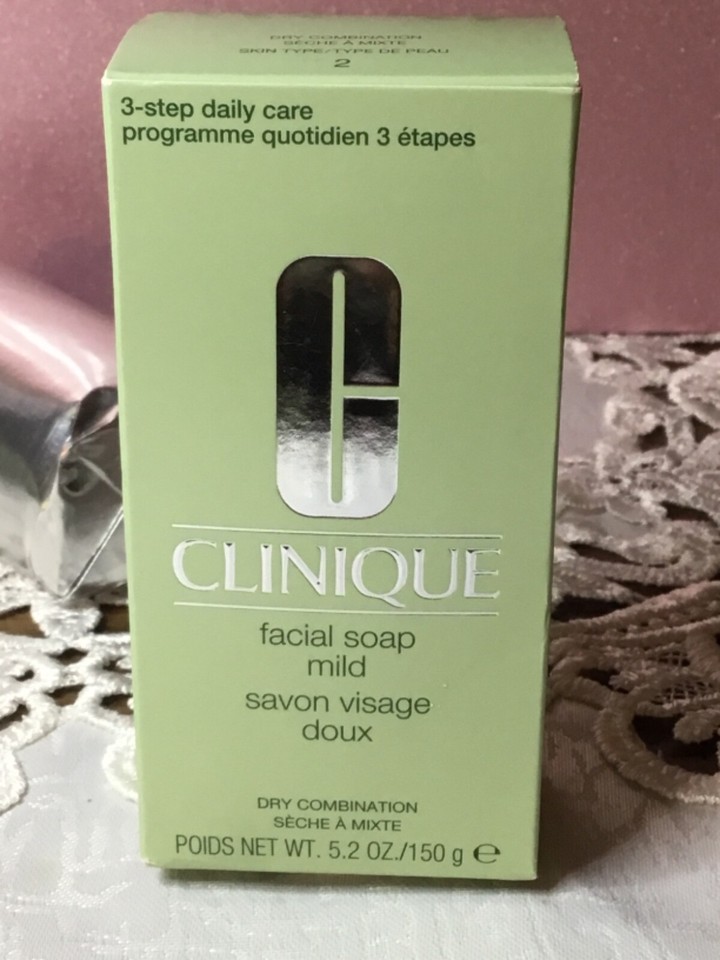 DRY COMBINATION
SÈCHE À MIXTE
SKIN TYPE/TYPE DE PEAU
2
3-step daily care
programme quotidien 3 étapes
C
CLINIQUE
facial soap
mild
savon visage
doux
DRY COMBINATION
SÈCHE À MIXTE
POIDS NET WT. 5.2 OZ./150 g ℮